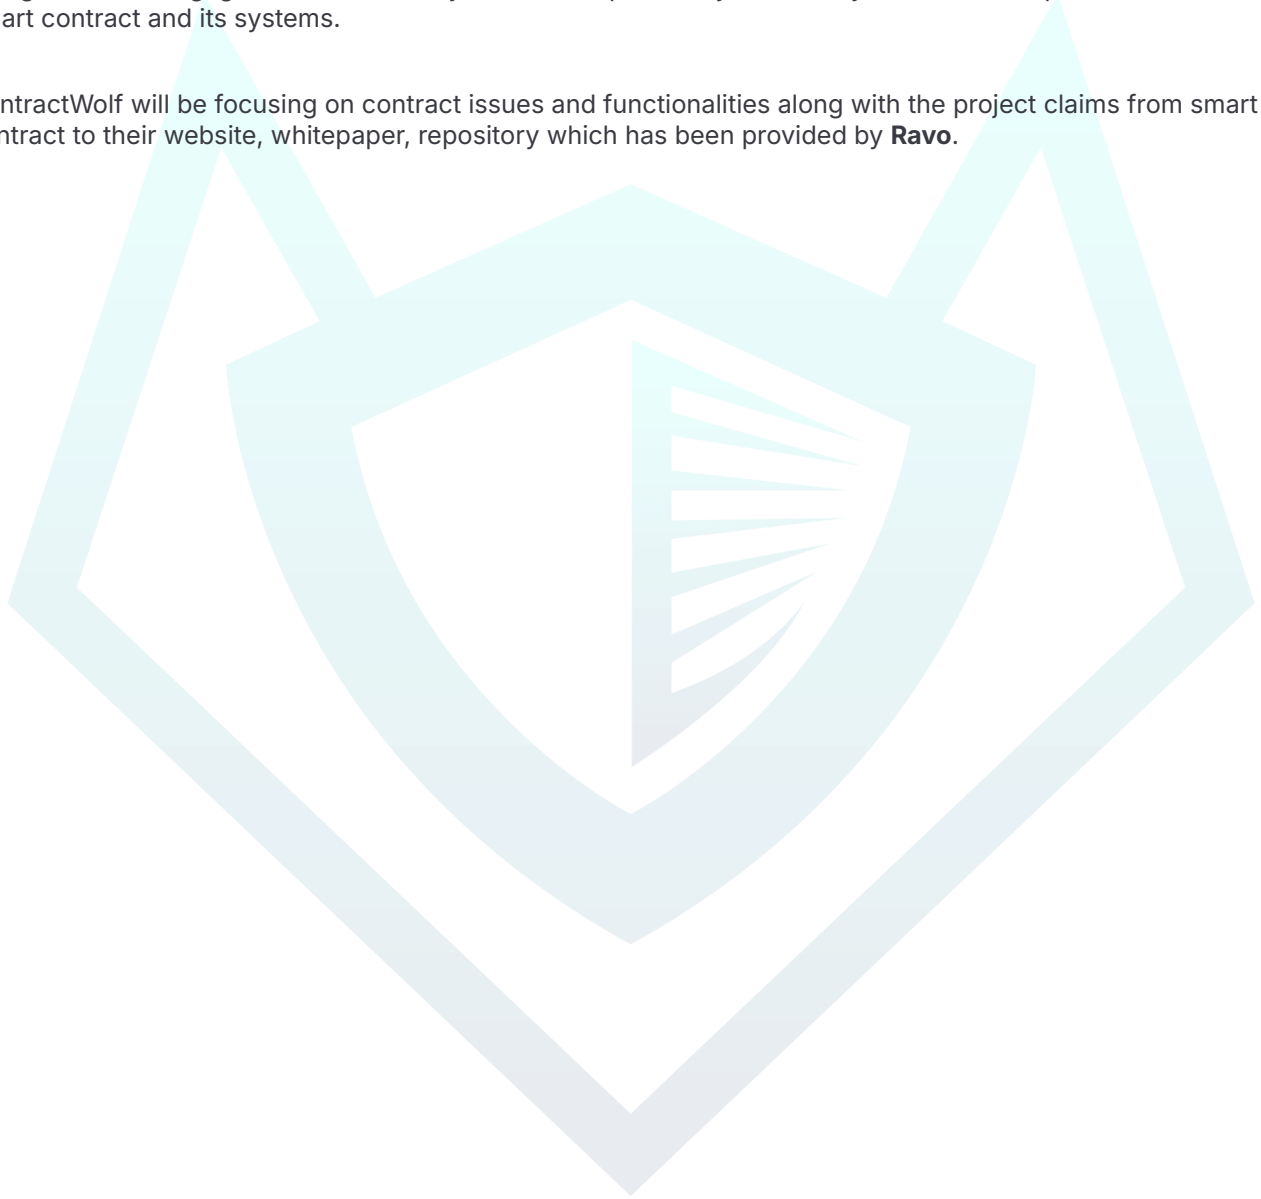 art contract and its systems.
ntractWolf will be focusing on contract issues and functionalities along with the project claims from smart
ntract to their website, whitepaper, repository which has been provided by Ravo.